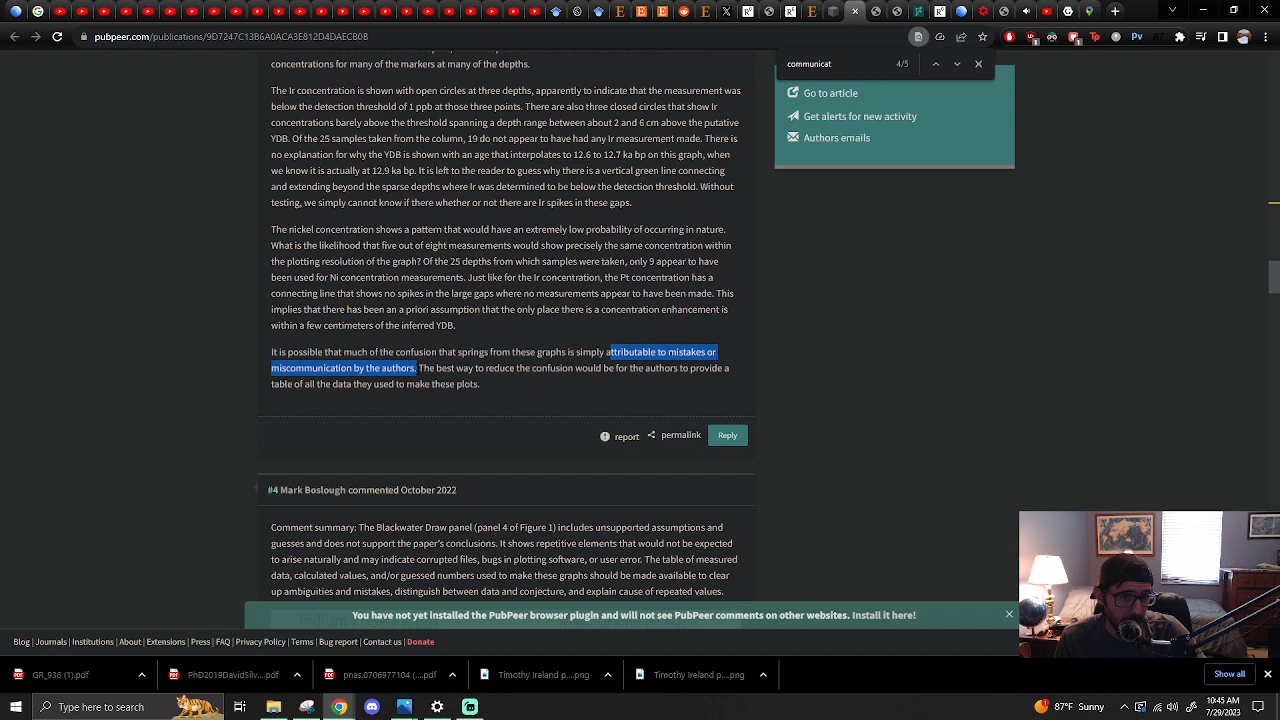 pubpeer.com/publications/9D7247C13B6A0ACA3E812D4DAECB0B
communicat
4/5
concentrations for many of the markers at many of the depths.
The Ir concentration is shown with open circles at three depths, apparently to indicate that the measurement was
below the detection threshold of 1 ppb at those three points. There are also three closed circles that show Ir
concentrations barely above the threshold spanning a depth range between about 2 and 6 cm above the putative
YDB. Of the 25 samples taken from the column, 19 do not appear to have had any Ir measurement made. There is
no explanation for why the YDB is shown with an age that interpolates to 12.6 to 12.7 ka bp on this graph, when
we know it is actually at 12.9 ka bp. It is left to the reader to guess why there is a vertical green line connecting
and extending beyond the sparse depths where Ir was determined to be below the detection threshold. Without
testing, we simply cannot know if there whether or not there are Ir spikes in these gaps.
The nickel concentration shows a pattern that would have an extremely low probability of occurring in nature.
What is the likelihood that five out of eight measurements would show precisely the same concentration within
the plotting resolution of the graph? Of the 25 depths from which samples were taken, only 9 appear to have
been used for Ni concentration measurements. Just like for the Ir concentration, the Pt concentration has a
connecting line that shows no spikes in the large gaps where no measurements appear to have been made. This
implies that there has been an a priori assumption that the only place there is a concentration enhancement is
within a few centimeters of the inferred YDB.
It is possible that much of the confusion that springs from these graphs is simply attributable to mistakes or
miscommunication by the authors. The best way to reduce the confusion would be for the authors to provide a
table of all the data they used to make these plots.
report
permalink
Reply
Go to article
Get alerts for new activity
Authors emails
#4 Mark Boslough commented October 2022
Comment summary: The Blackwater Draw panel (panel 4 of Figure 1) includes unsupported assumptions and
guesses and does not support the paper's conclusions. It shows repetitive elements that would not be expected
to arise naturally and may indicate corrupted files, bugs in plotting software, or user error. The table of measured
data, calculated values, and/or guessed numbers used to make these graphs should be made available to clear
up ambiguities and mistakes, distinguish between data and conjecture, and explain cause of repeated values.
You have not yet installed the PubPeer browser plugin and will not see PubPeer comments on other websites. Install it here!
Blog | Journals | Institutions | About | Extensions | Press | FAQ | Privacy Policy | Terms | Bug report | Contact us | Donate
GR_936 (1).pdf
PhD2019DavidSilv....pdf
pnas.0706977104 (....pdf
Timothy Ireland p....png
Timothy Ireland p....png
Show all
Type here to search
87°F Sunny
10:45 AM
7/29/2023